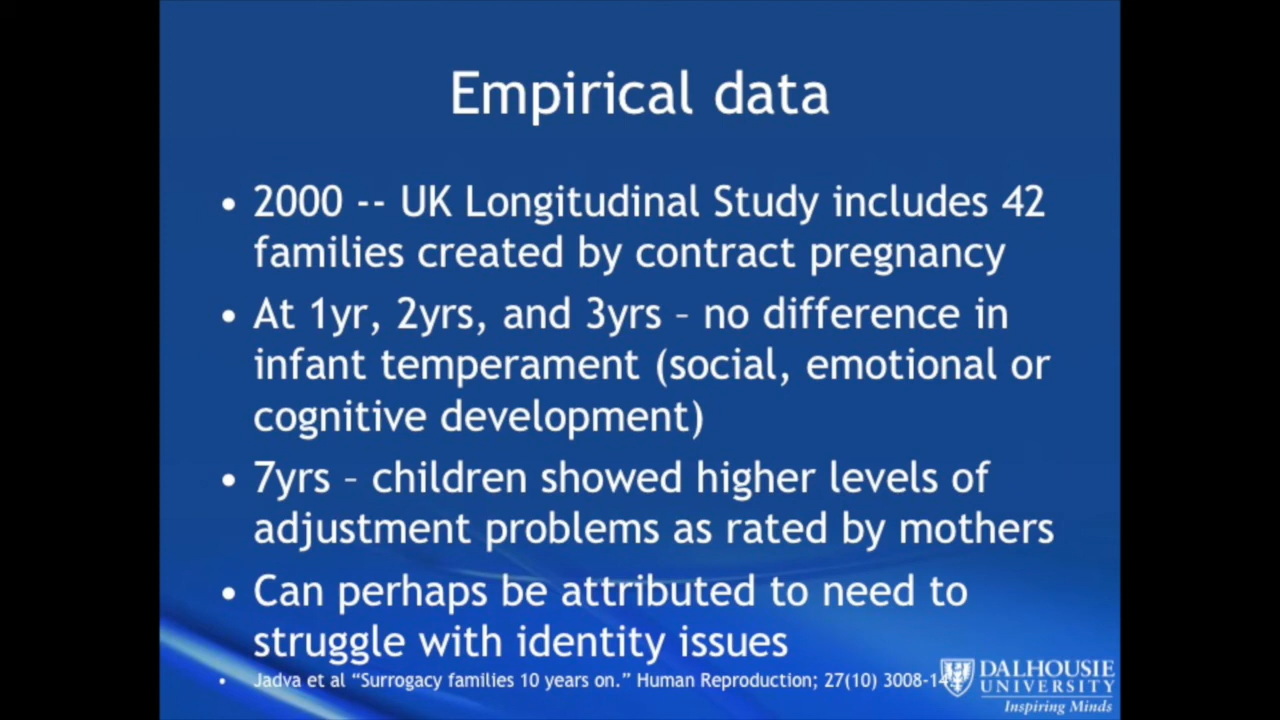 Empirical data
• 2000 -- UK Longitudinal Study includes 42
families created by contract pregnancy
• At 1yr, 2yrs, and 3yrs – no difference in
infant temperament (social, emotional or
cognitive development)
• 7yrs – children showed higher levels of
adjustment problems as rated by mothers
• Can perhaps be attributed to need to
struggle with identity issues
• Jadva et al “Surrogacy families 10 years on.” Human Reproduction; 27(10) 3008-
DALHOUSIE
UNIVERSITY
Inspiring Minds